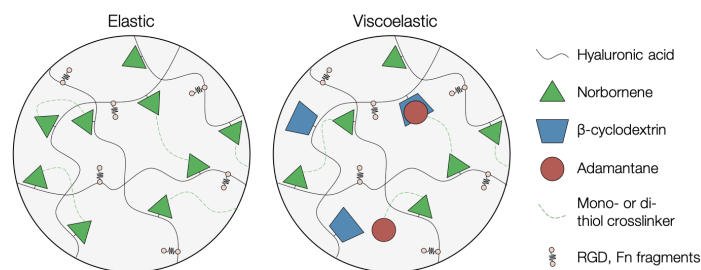 Elastic
Viscoelastic
Hyaluronic acid
Norbornene
β-cyclodextrin
Adamantane
Mono- or di-
thiol crosslinker
RGD, Fn fragments